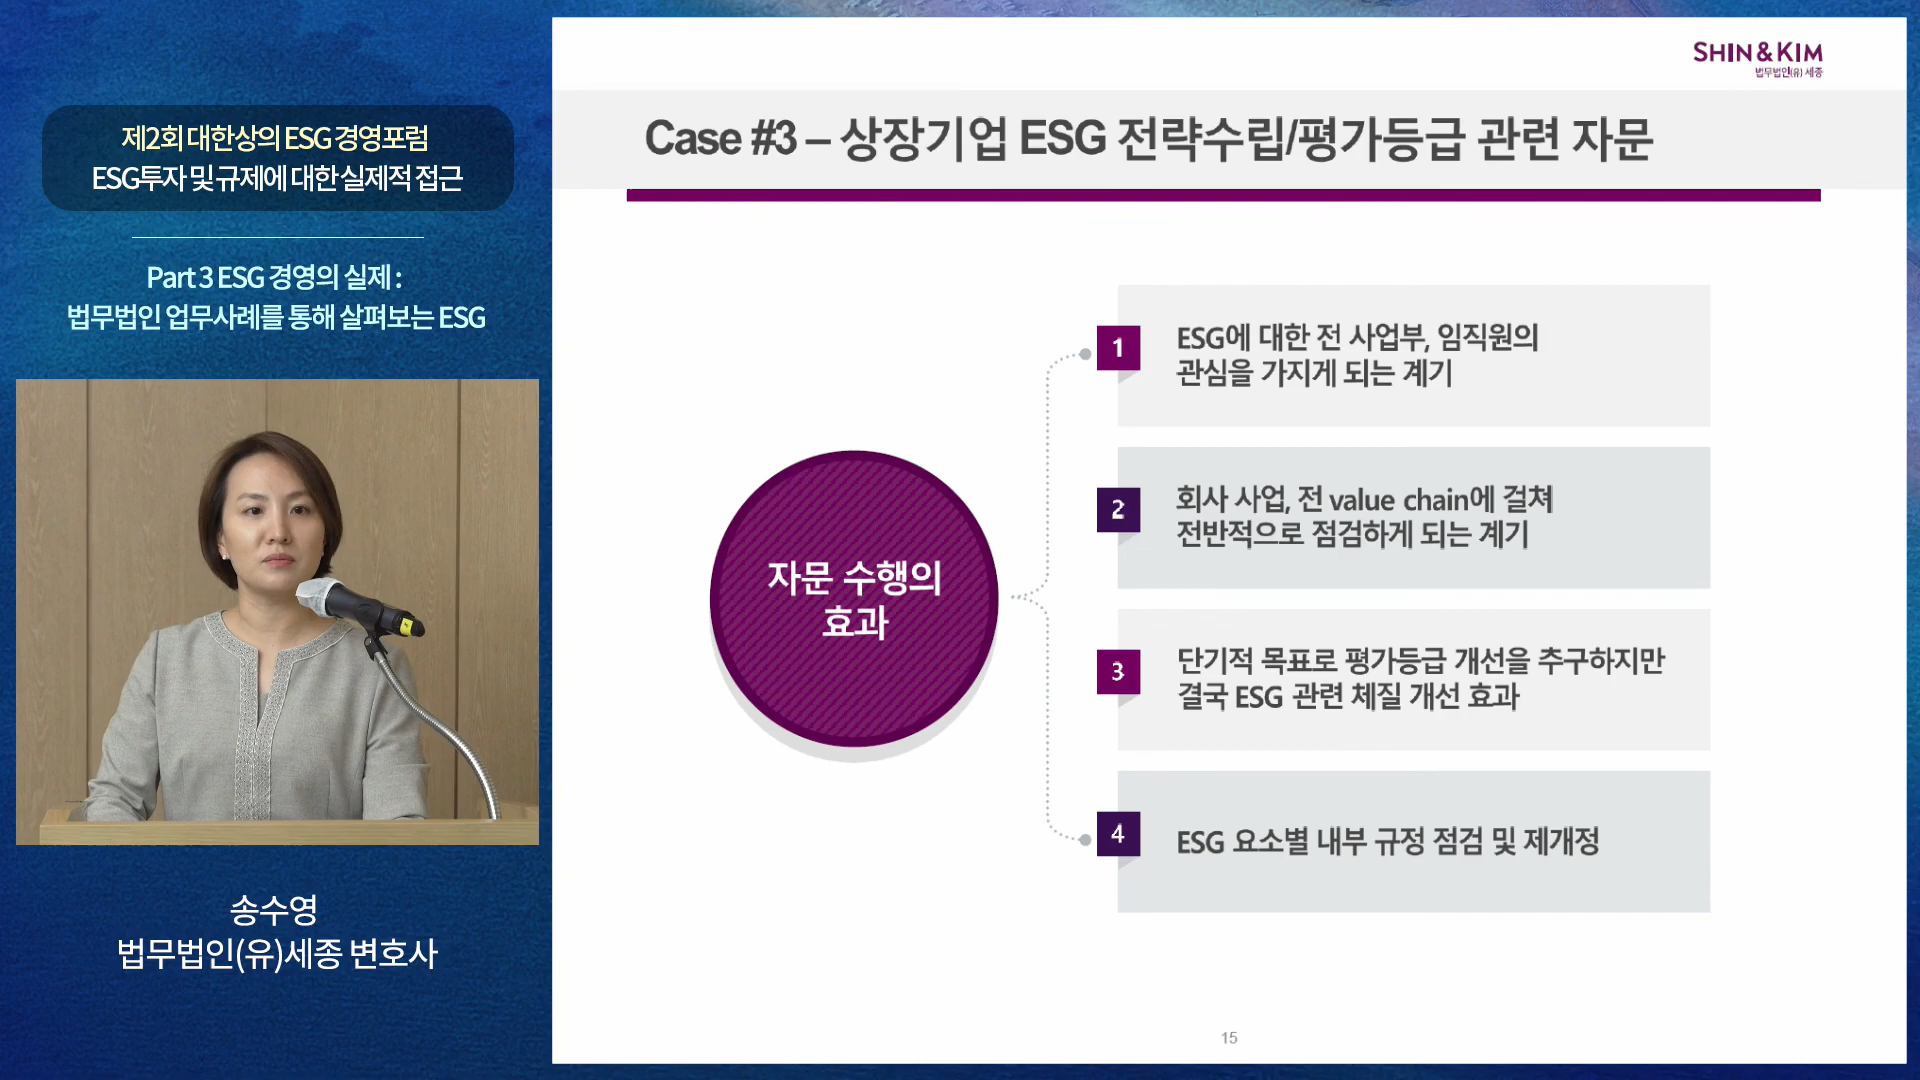 제2회 대한상의 ESG 경영포럼
ESG투자 및 규제에 대한 실제적 접근
Part 3 ESG 경영의 실제 :
법무법인 업무사례를 통해 살펴보는 ESG
송수영
법무법인(유)세종 변호사
SHIN & KIM
법무법인(유) 세종
Case #3 – 상장기업 ESG 전략수립/평가등급 관련 자문
자문 수행의
효과
1
ESG에 대한 전 사업부, 임직원의
관심을 가지게 되는 계기
2
회사 사업, 전 value chain에 걸쳐
전반적으로 점검하게 되는 계기
3
단기적 목표로 평가등급 개선을 추구하지만
결국 ESG 관련 체질 개선 효과
4
ESG 요소별 내부 규정 점검 및 제개정
15